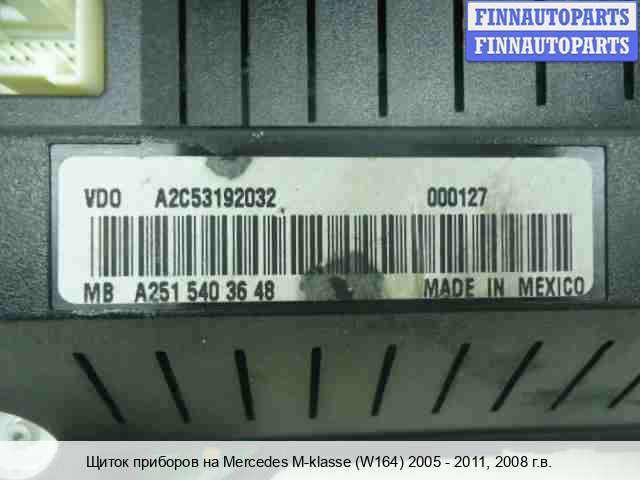 FINNAUTOPARTS
FINNAUTOPARTS
VDO A2C53192032 000127
MB A251 540 36 48 MADE IN MEXICO
Щиток приборов на Mercedes M-klasse (W164) 2005 - 2011, 2008 г.в.